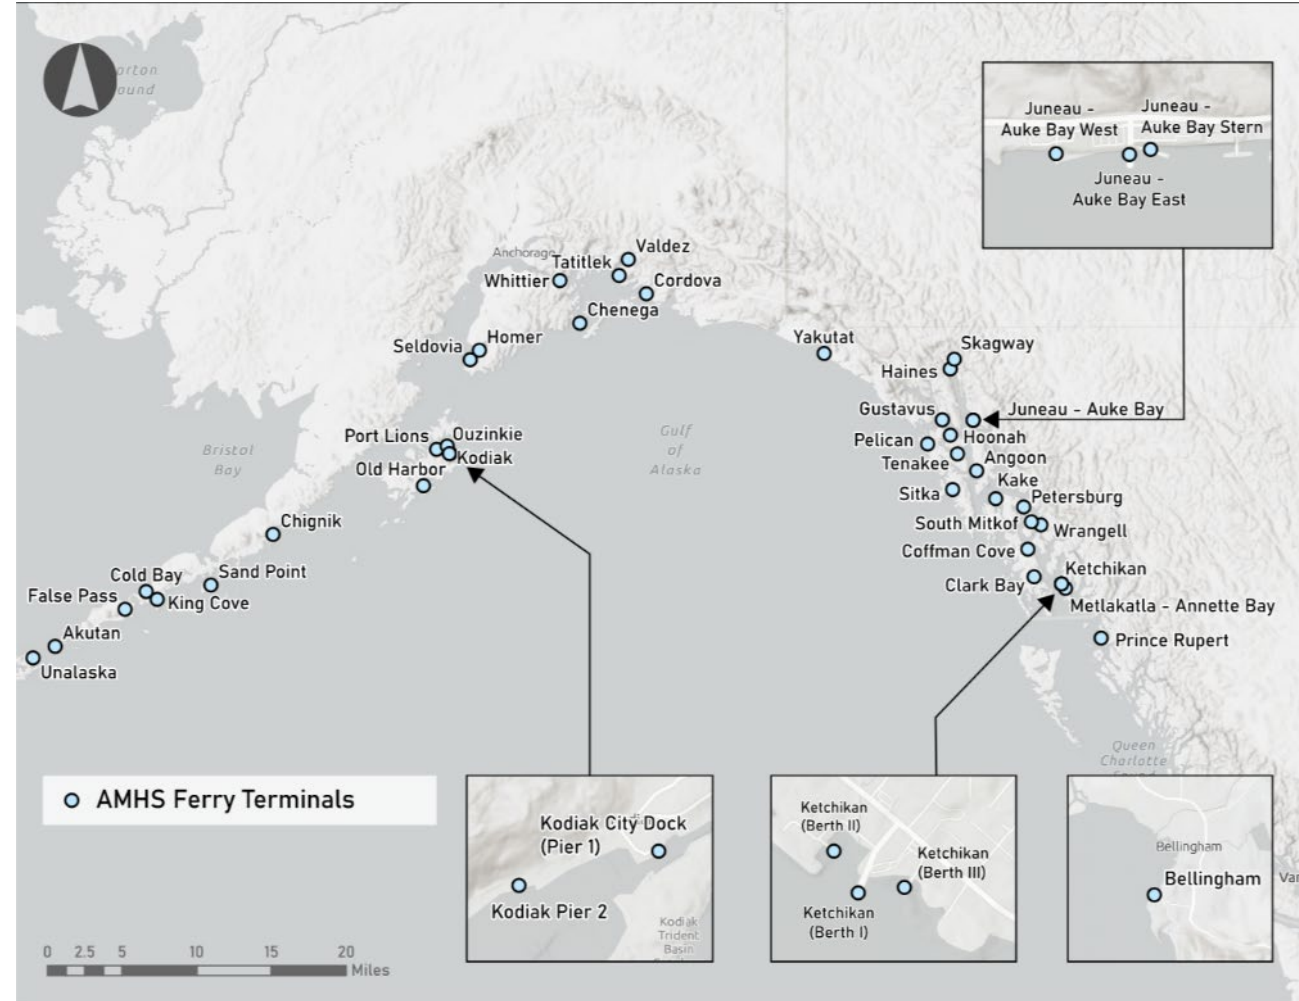 Juneau -
Auke Bay West
Juneau -
Auke Bay Stern
Juneau -
Auke Bay East
Anchorage
Valdez
Tatitlek
Whittier
Cordova
Chenega
Homer
Seldovia
Yakutat
Skagway
Haines
Gustavus
Juneau - Auke Bay
Pelican
Hoonah
Tenakee
Angoon
Sitka
Kake
Petersburg
South Mitkof
Wrangell
Coffman Cove
Clark Bay
Ketchikan
Metlakatla - Annette Bay
Prince Rupert
Gulf
of
Alaska
Bristol
Bay
Port Lions
Ouzinkie
Kodiak
Old Harbor
Chignik
Sand Point
Cold Bay
King Cove
False Pass
Akutan
Unalaska
Queen
Charlotte
AMHS Ferry Terminals
Kodiak City Dock
(Pier 1)
Kodiak Pier 2
Kodiak
Trident
Basin
Ketchikan
(Berth II)
Ketchikan
(Berth III)
Ketchikan
(Berth I)
Bellingham
Bellingham
0 2.5 5 10 15 20
Miles